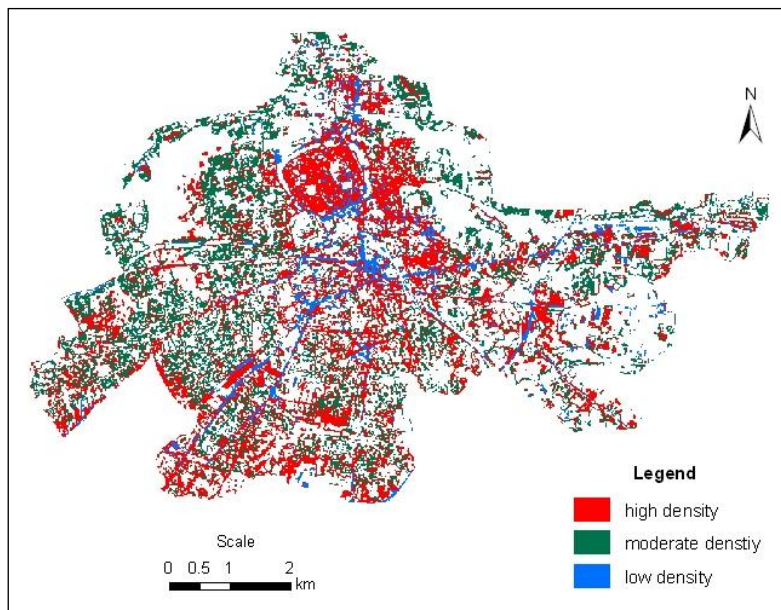 N
Legend
high density
moderate denstiy
low density
Scale
0 0.5 1 2
km